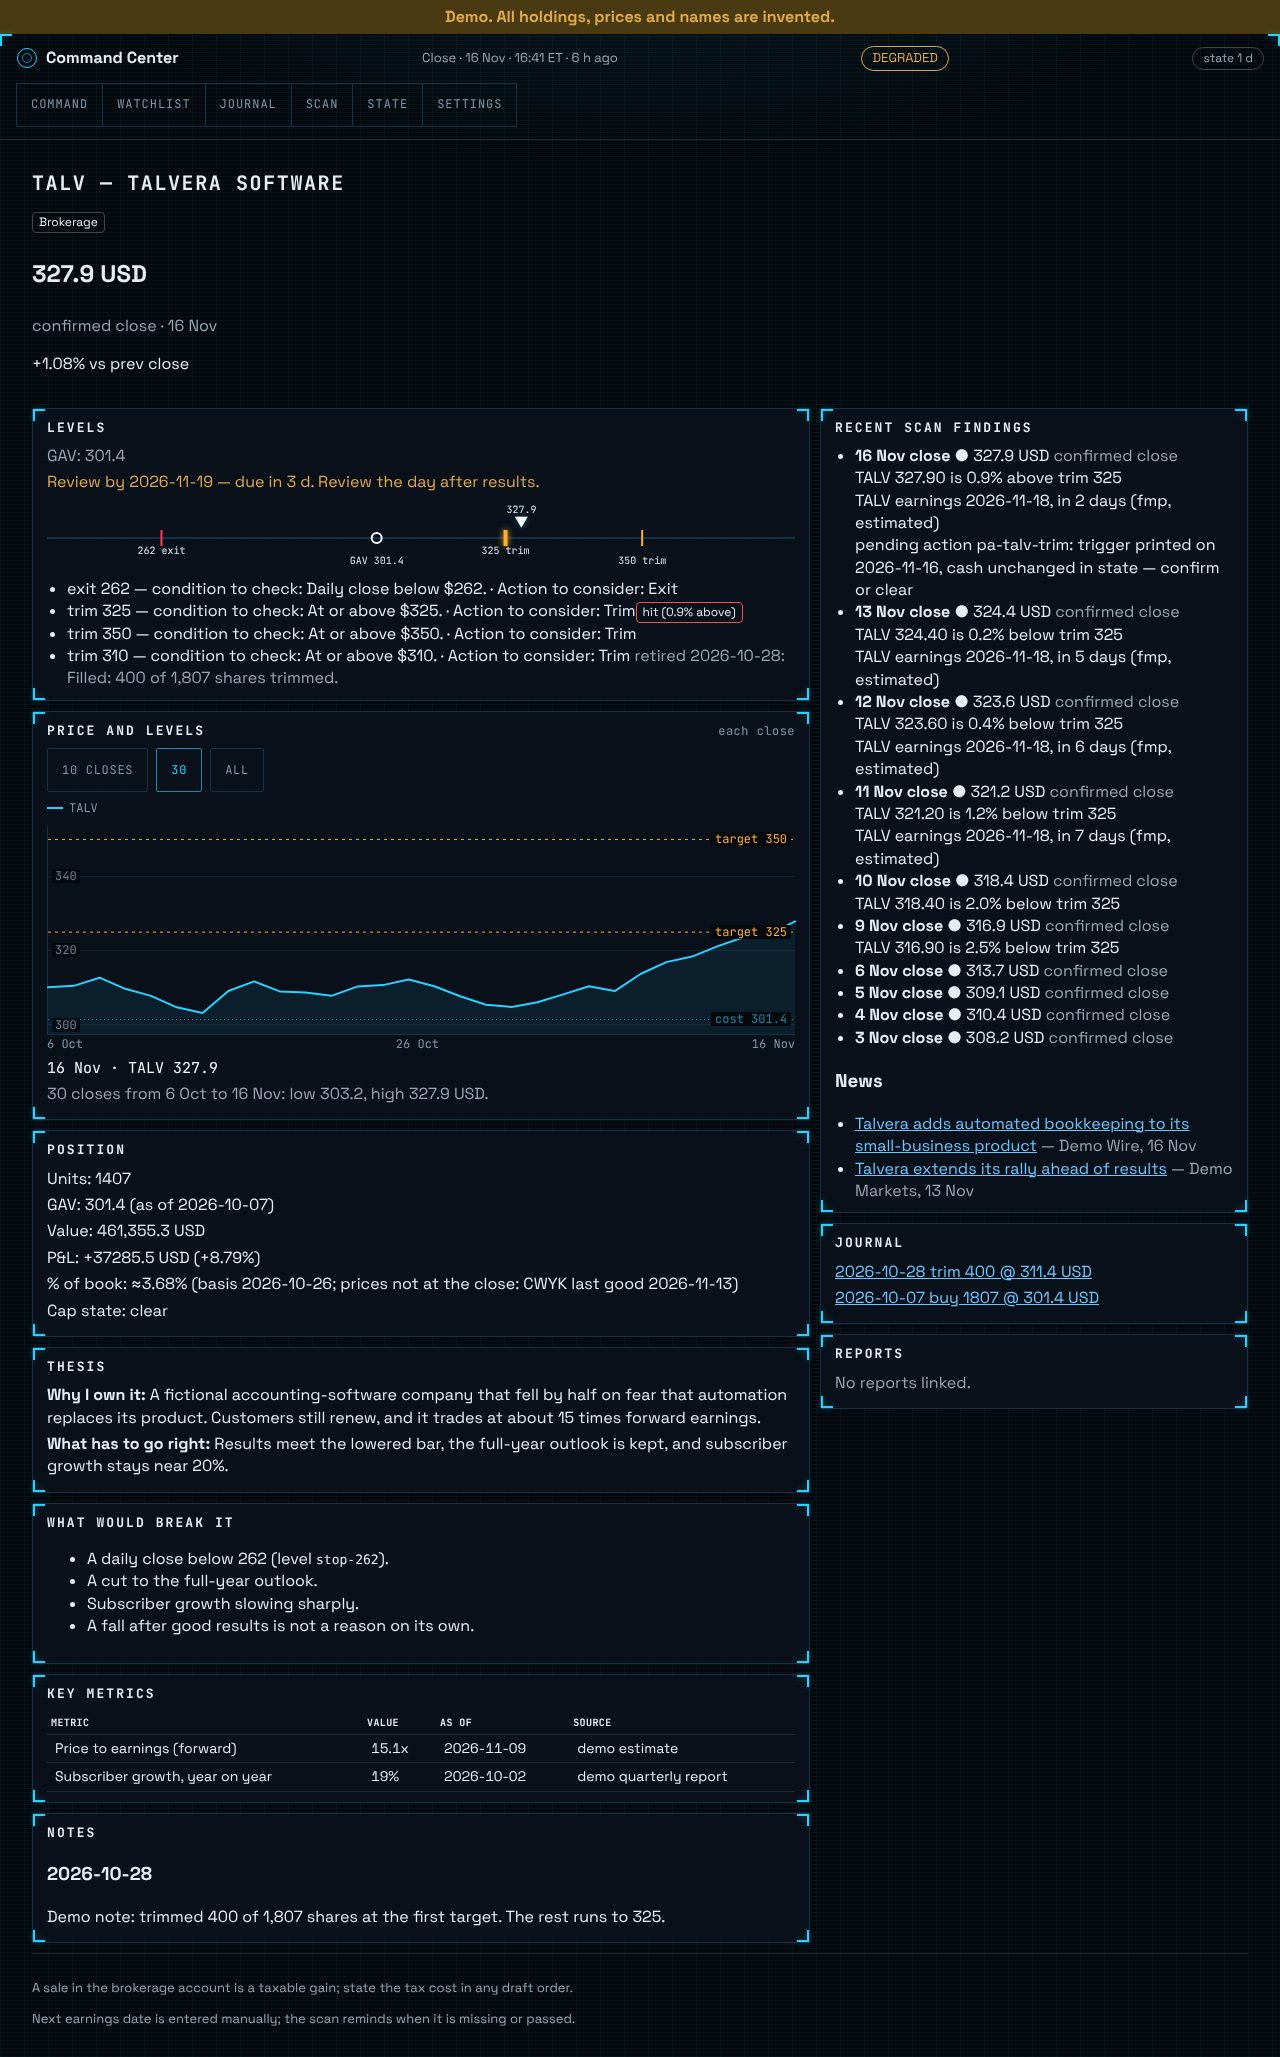 Demo. All holdings, prices and names are invented.
Command Center
Close · 16 Nov · 16:41 ET · 6 h ago
DEGRADED
state 1 d
COMMAND
WATCHLIST
JOURNAL
SCAN
STATE
SETTINGS
TALV — TALVERA SOFTWARE
Brokerage
327.9 USD
confirmed close · 16 Nov
+1.08% vs prev close
LEVELS
GAV: 301.4
Review by 2026-11-19 — due in 3 d. Review the day after results.
327.9
262 exit
GAV 301.4
325 trim
350 trim
• exit 262 — condition to check: Daily close below $262. · Action to consider: Exit
• trim 325 — condition to check: At or above $325. · Action to consider: Trim hit (0.9% above)
• trim 350 — condition to check: At or above $350. · Action to consider: Trim
• trim 310 — condition to check: At or above $310. · Action to consider: Trim retired 2026-10-28:
Filled: 400 of 1,807 shares trimmed.
PRICE AND LEVELS
each close
10 CLOSES
30
ALL
TALV
target 350
340
target 325
320
cost 301.4
300
6 Oct
26 Oct
16 Nov
16 Nov · TALV 327.9
30 closes from 6 Oct to 16 Nov: low 303.2, high 327.9 USD.
POSITION
Units: 1407
GAV: 301.4 (as of 2026-10-07)
Value: 461,355.3 USD
P&L: +37285.5 USD (+8.79%)
% of book: ≈3.68% (basis 2026-10-26; prices not at the close: CWYK last good 2026-11-13)
Cap state: clear
THESIS
Why I own it: A fictional accounting-software company that fell by half on fear that automation
replaces its product. Customers still renew, and it trades at about 15 times forward earnings.
What has to go right: Results meet the lowered bar, the full-year outlook is kept, and subscriber
growth stays near 20%.
WHAT WOULD BREAK IT
• A daily close below 262 (level stop-262).
• A cut to the full-year outlook.
• Subscriber growth slowing sharply.
• A fall after good results is not a reason on its own.
KEY METRICS
METRIC VALUE AS OF SOURCE
Price to earnings (forward) 15.1x 2026-11-09 demo estimate
Subscriber growth, year on year 19% 2026-10-02 demo quarterly report
NOTES
2026-10-28
Demo note: trimmed 400 of 1,807 shares at the first target. The rest runs to 325.
RECENT SCAN FINDINGS
• 16 Nov close ● 327.9 USD confirmed close
TALV 327.90 is 0.9% above trim 325
TALV earnings 2026-11-18, in 2 days (fmp,
estimated)
pending action pa-talv-trim: trigger printed on
2026-11-16, cash unchanged in state — confirm
or clear
• 13 Nov close ● 324.4 USD confirmed close
TALV 324.40 is 0.2% below trim 325
TALV earnings 2026-11-18, in 5 days (fmp,
estimated)
• 12 Nov close ● 323.6 USD confirmed close
TALV 323.60 is 0.4% below trim 325
TALV earnings 2026-11-18, in 6 days (fmp,
estimated)
• 11 Nov close ● 321.2 USD confirmed close
TALV 321.20 is 1.2% below trim 325
TALV earnings 2026-11-18, in 7 days (fmp,
estimated)
• 10 Nov close ● 318.4 USD confirmed close
TALV 318.40 is 2.0% below trim 325
• 9 Nov close ● 316.9 USD confirmed close
TALV 316.90 is 2.5% below trim 325
• 6 Nov close ● 313.7 USD confirmed close
• 5 Nov close ● 309.1 USD confirmed close
• 4 Nov close ● 310.4 USD confirmed close
• 3 Nov close ● 308.2 USD confirmed close
News
• Talvera adds automated bookkeeping to its
small-business product — Demo Wire, 16 Nov
• Talvera extends its rally ahead of results — Demo
Markets, 13 Nov
JOURNAL
2026-10-28 trim 400 @ 311.4 USD
2026-10-07 buy 1807 @ 301.4 USD
REPORTS
No reports linked.
A sale in the brokerage account is a taxable gain; state the tax cost in any draft order.
Next earnings date is entered manually; the scan reminds when it is missing or passed.